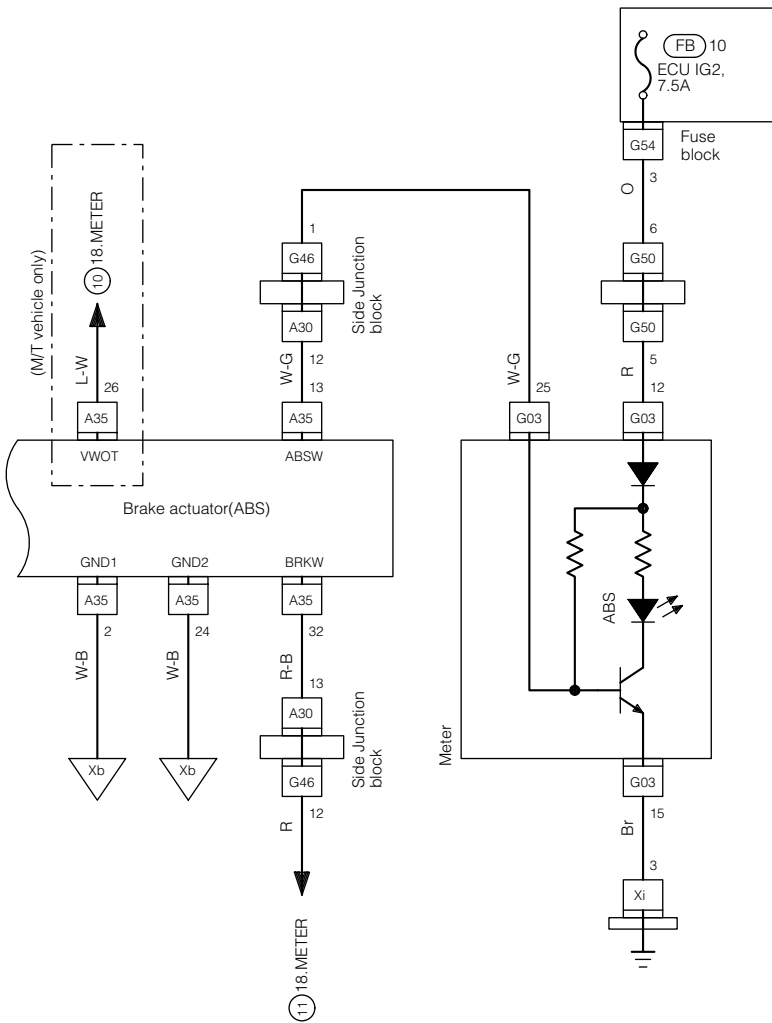 FB 10
ECU IG2,
7.5A
Fuse
block
G54
3
O
6
G50
G50
5
R
12
G03
(M/T vehicle only)
10 18.METER
L-W
26
A35
VWOT
1
G46
Side Junction
block
A30
12
W-G
13
A35
ABSW
W-G
25
G03
Brake actuator(ABS)
GND1
GND2
BRKW
A35
A35
A35
2
24
32
W-B
W-B
R-B
13
A30
Xb
Xb
Side Junction
block
G46
12
R
11 18.METER
ABS
Meter
G03
15
Br
3
Xi